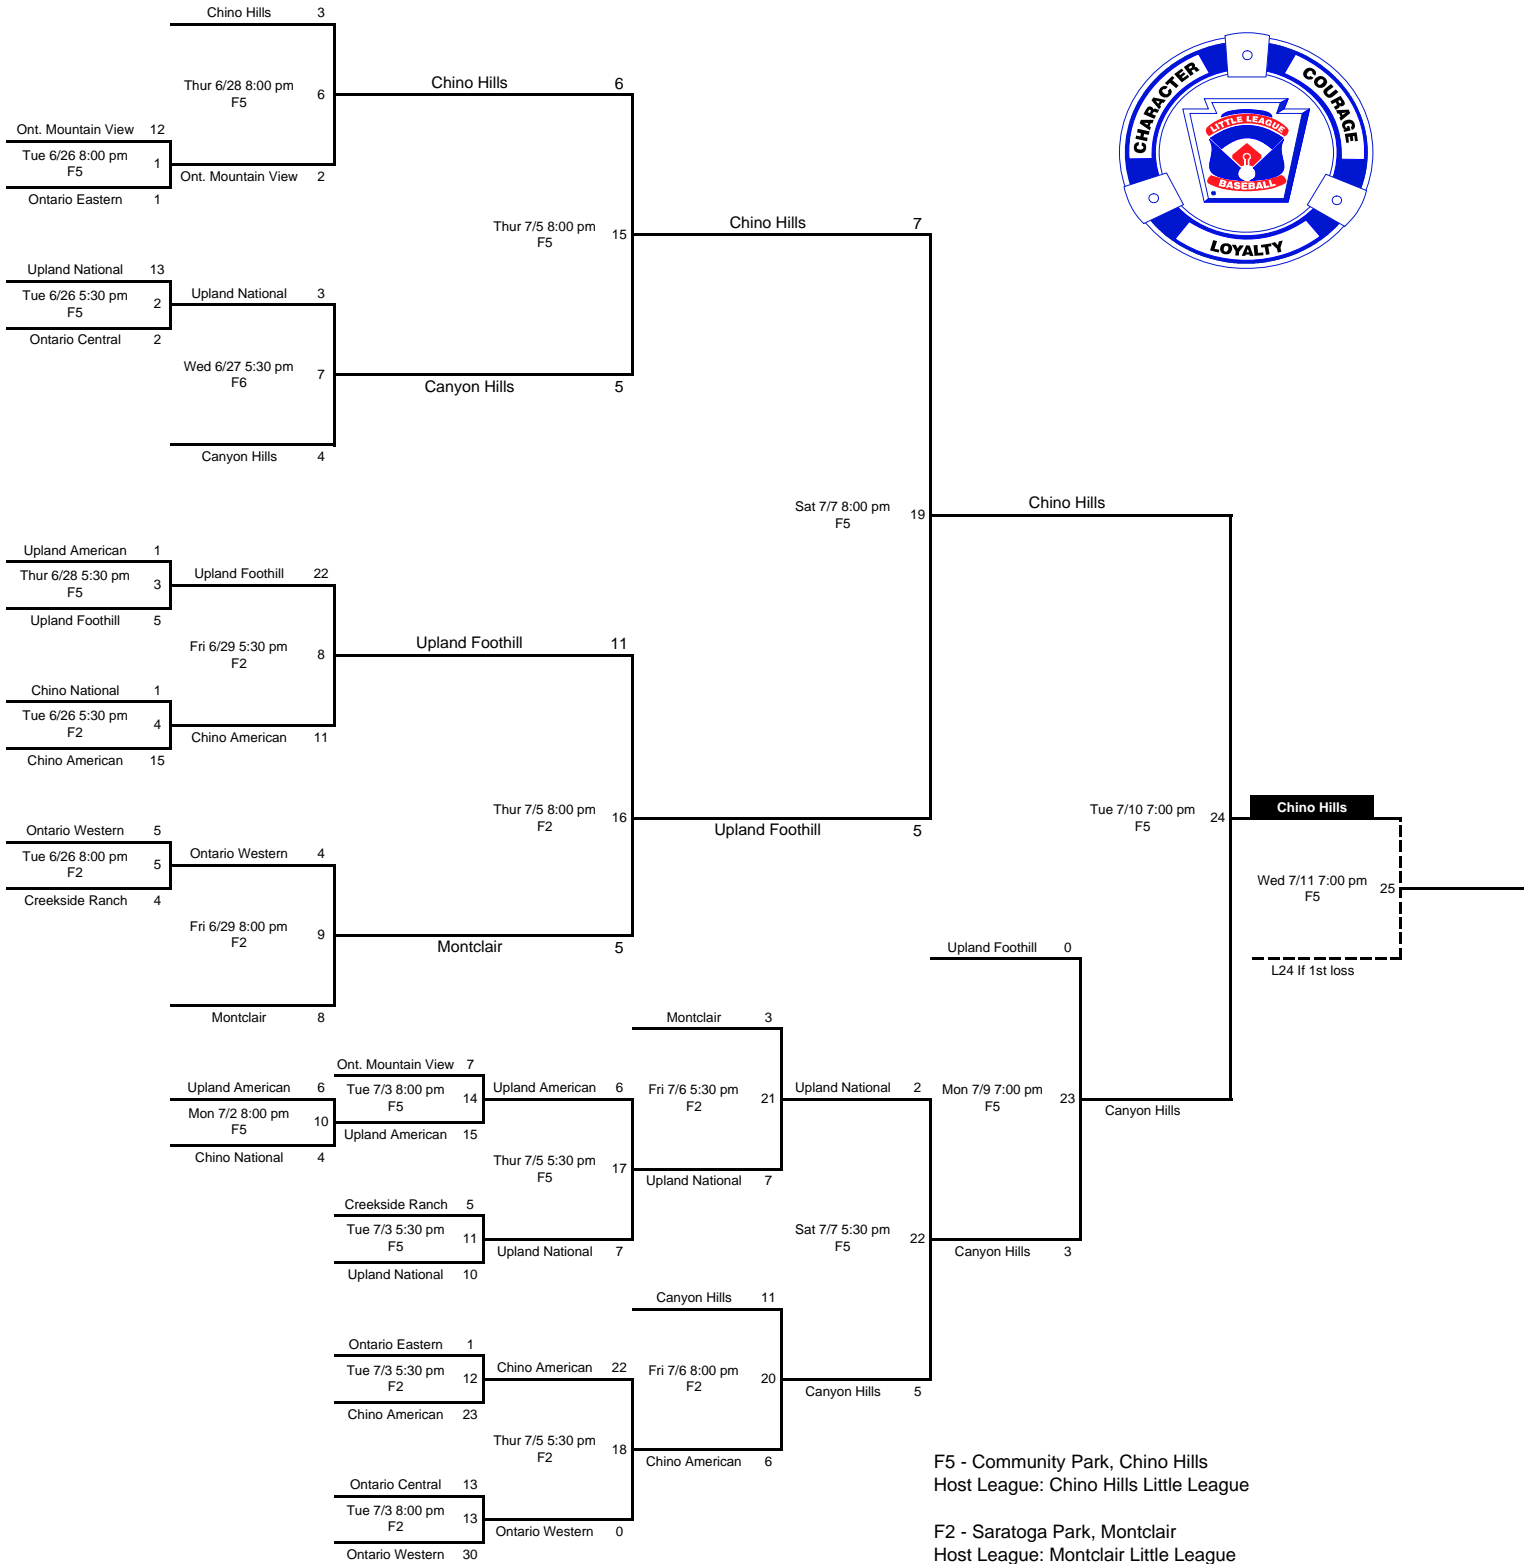 Chino Hills 3
Thur 6/28 8:00 pm
F5
6
Chino Hills 6
Ont. Mountain View 12
Tue 6/26 8:00 pm
F5
1
Ontario Eastern 1
Ont. Mountain View 2
Thur 7/5 8:00 pm
F5
15
Chino Hills 7
Upland National 13
Tue 6/26 5:30 pm
F5
2
Ontario Central 2
Upland National 3
Wed 6/27 5:30 pm
F6
7
Canyon Hills 5
Canyon Hills 4
CHARACTER
COURAGE
LOYALTY
LITTLE LEAGUE
BASEBALL
Sat 7/7 8:00 pm
F5
19
Chino Hills
Upland American 1
Thur 6/28 5:30 pm
F5
3
Upland Foothill 5
Upland Foothill 22
Fri 6/29 5:30 pm
F2
8
Upland Foothill 11
Chino National 1
Tue 6/26 5:30 pm
F2
4
Chino American 15
Chino American 11
Thur 7/5 8:00 pm
F2
16
Upland Foothill 5
Ontario Western 5
Tue 6/26 8:00 pm
F2
5
Creekside Ranch 4
Ontario Western 4
Fri 6/29 8:00 pm
F2
9
Montclair 5
Montclair 8
Tue 7/10 7:00 pm
F5
24
Chino Hills
Wed 7/11 7:00 pm
F5
25
L24 If 1st loss
Upland Foothill 0
Mon 7/9 7:00 pm
F5
23
Canyon Hills
Canyon Hills 3
Montclair 3
Fri 7/6 5:30 pm
F2
21
Upland National 2
Upland National 7
Upland American 6
Mon 7/2 8:00 pm
F5
10
Chino National 4
Ont. Mountain View 7
Tue 7/3 8:00 pm
F5
14
Upland American 15
Upland American 6
Thur 7/5 5:30 pm
F5
17
Creekside Ranch 5
Tue 7/3 5:30 pm
F5
11
Upland National 10
Upland National 7
Sat 7/7 5:30 pm
F5
22
Canyon Hills 11
Fri 7/6 8:00 pm
F2
20
Canyon Hills 5
Chino American 6
Ontario Eastern 1
Tue 7/3 5:30 pm
F2
12
Chino American 23
Chino American 22
Thur 7/5 5:30 pm
F2
18
Ontario Central 13
Tue 7/3 8:00 pm
F2
13
Ontario Western 30
Ontario Western 0
F5 - Community Park, Chino Hills
Host League: Chino Hills Little League
F2 - Saratoga Park, Montclair
Host League: Montclair Little League